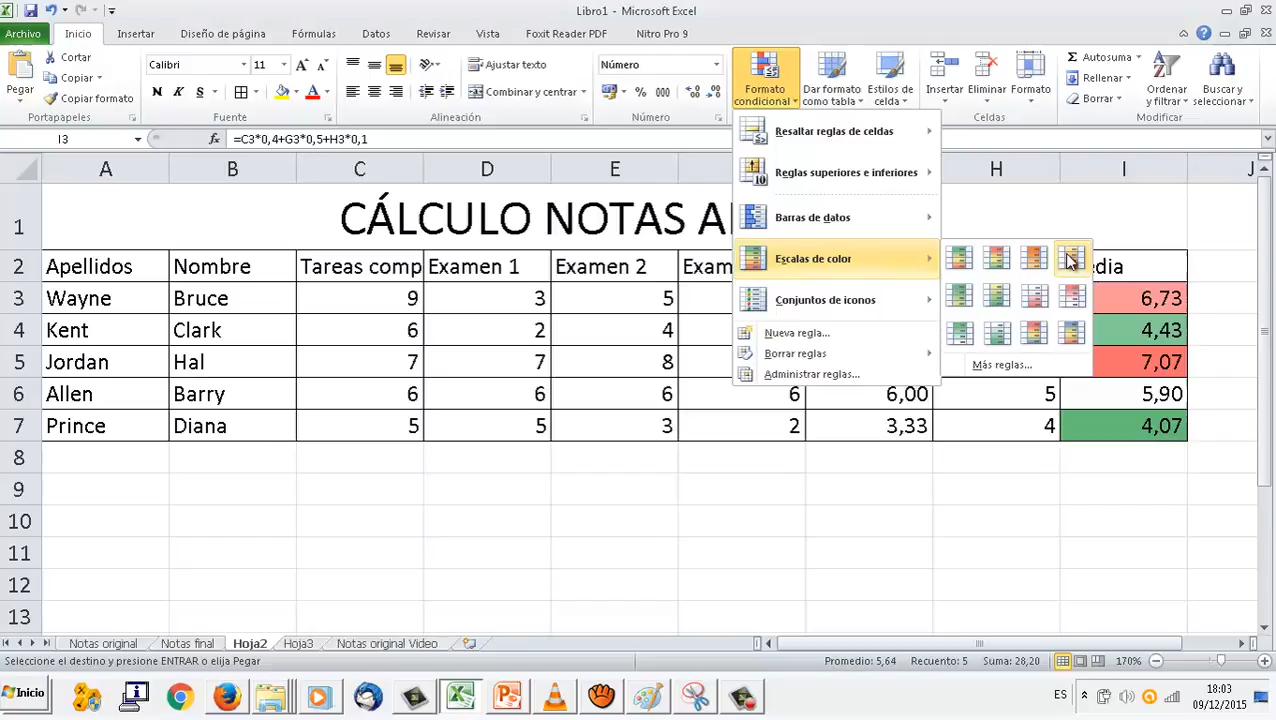 Libro1 - Microsoft Excel
Archivo Inicio Insertar Diseño de página Fórmulas Datos Revisar Vista Foxit Reader PDF Nitro Pro 9
Pegar
Cortar
Copiar
Copiar formato
Portapapeles
Calibri 11
N K S
Fuente
Ajustar texto
Combinar y centrar
Alineación
Número
% 000
Número
Formato condicional
Dar formato como tabla
Estilos de celda
Insertar Eliminar Formato
Celdas
Autosuma
Rellenar
Borrar
Ordenar y filtrar
Buscar y seleccionar
Modificar
I3 fx =C3*0,4+G3*0,5+H3*0,1
Resaltar reglas de celdas
Reglas superiores e inferiores
Barras de datos
Escalas de color
Conjuntos de iconos
Nueva regla...
Borrar reglas
Administrar reglas...
Más reglas...
A B C D E H I J
1 CÁLCULO NOTAS
2 Apellidos Nombre Tareas comp Examen 1 Examen 2 Exam dia
3 Wayne Bruce 9 3 5 6,73
4 Kent Clark 6 2 4 4,43
5 Jordan Hal 7 7 8 7,07
6 Allen Barry 6 6 6 6 6,00 5 5,90
7 Prince Diana 5 5 3 2 3,33 4 4,07
8
9
10
11
12
13
Notas original Notas final Hoja2 Hoja3 Notas original Video
Seleccione el destino y presione ENTRAR o elija Pegar Promedio: 5,64 Recuento: 5 Suma: 28,20 170%
Inicio ES 18:03
09/12/2015